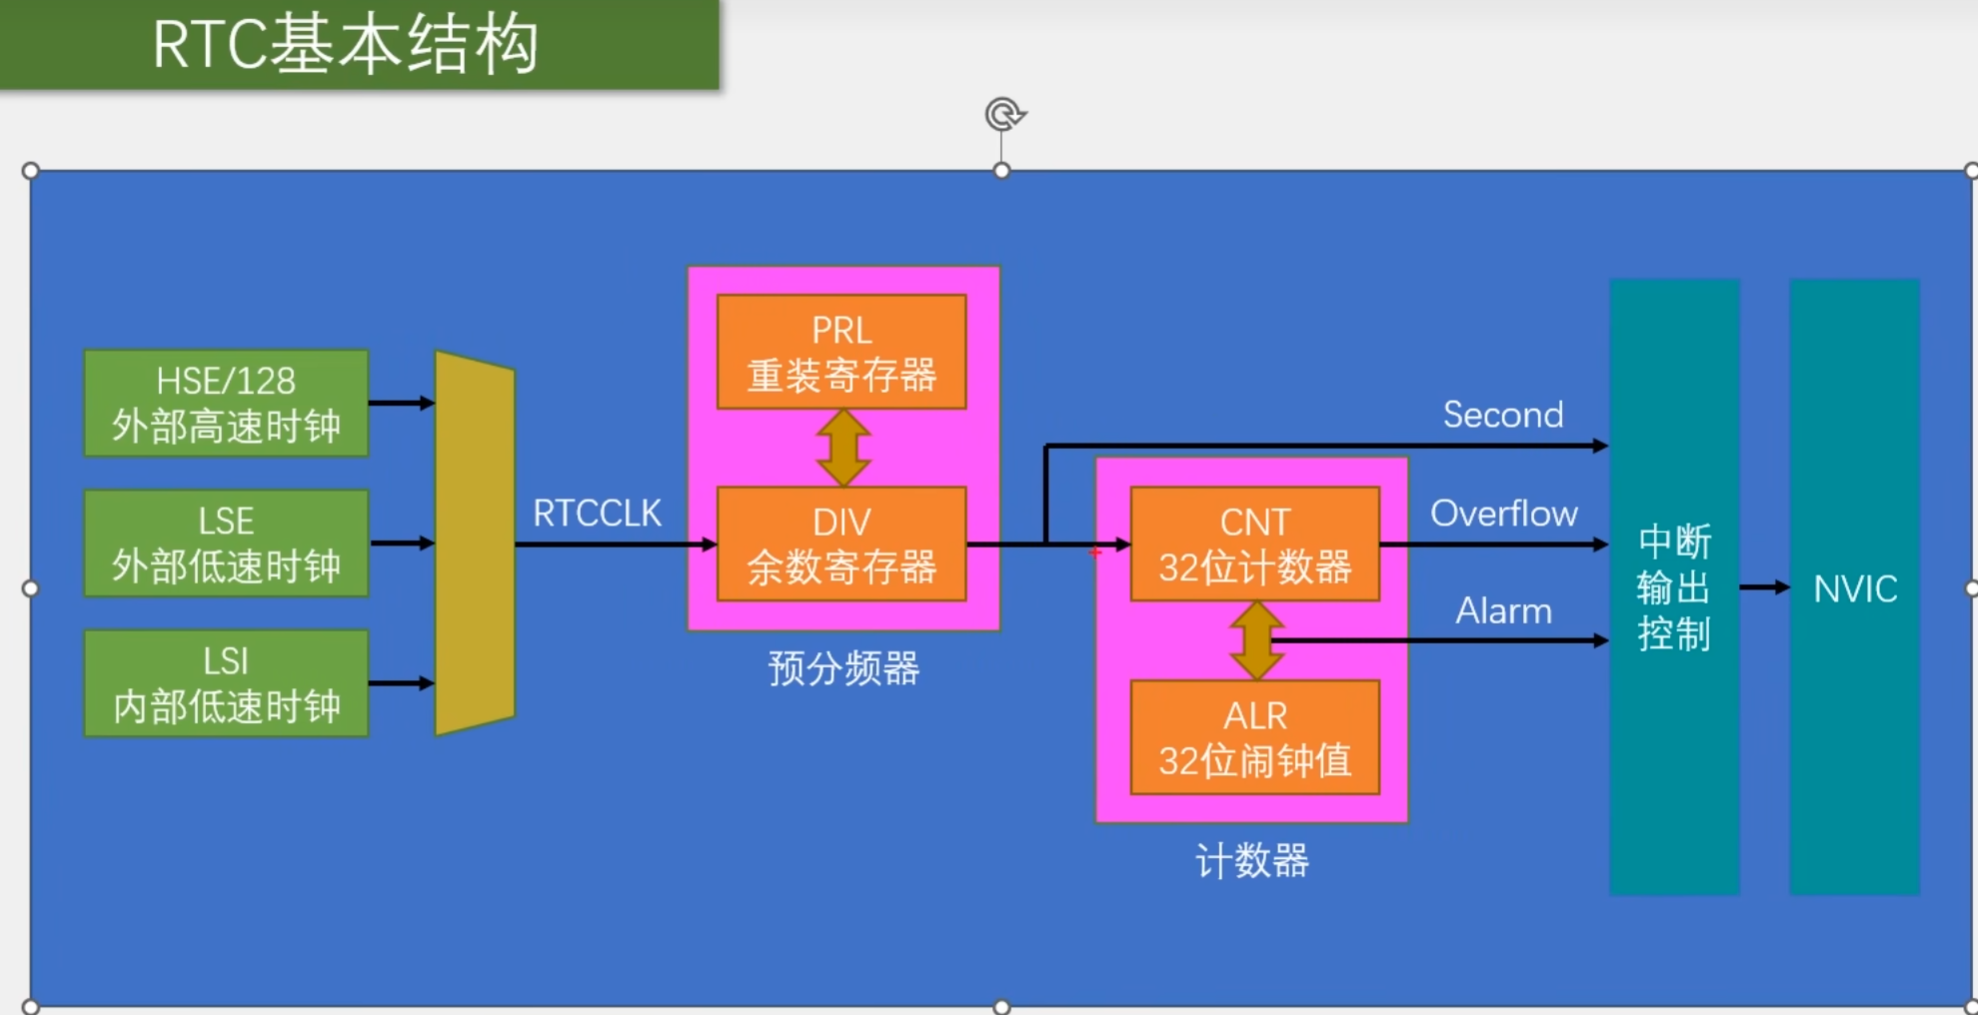 RTC基本结构
HSE/128
外部高速时钟
LSE
外部低速时钟
LSI
内部低速时钟
RTCCLK
PRL
重装寄存器
DIV
余数寄存器
预分频器
CNT
32位计数器
ALR
32位闹钟值
计数器
Second
Overflow
Alarm
中断
输出
控制
NVIC